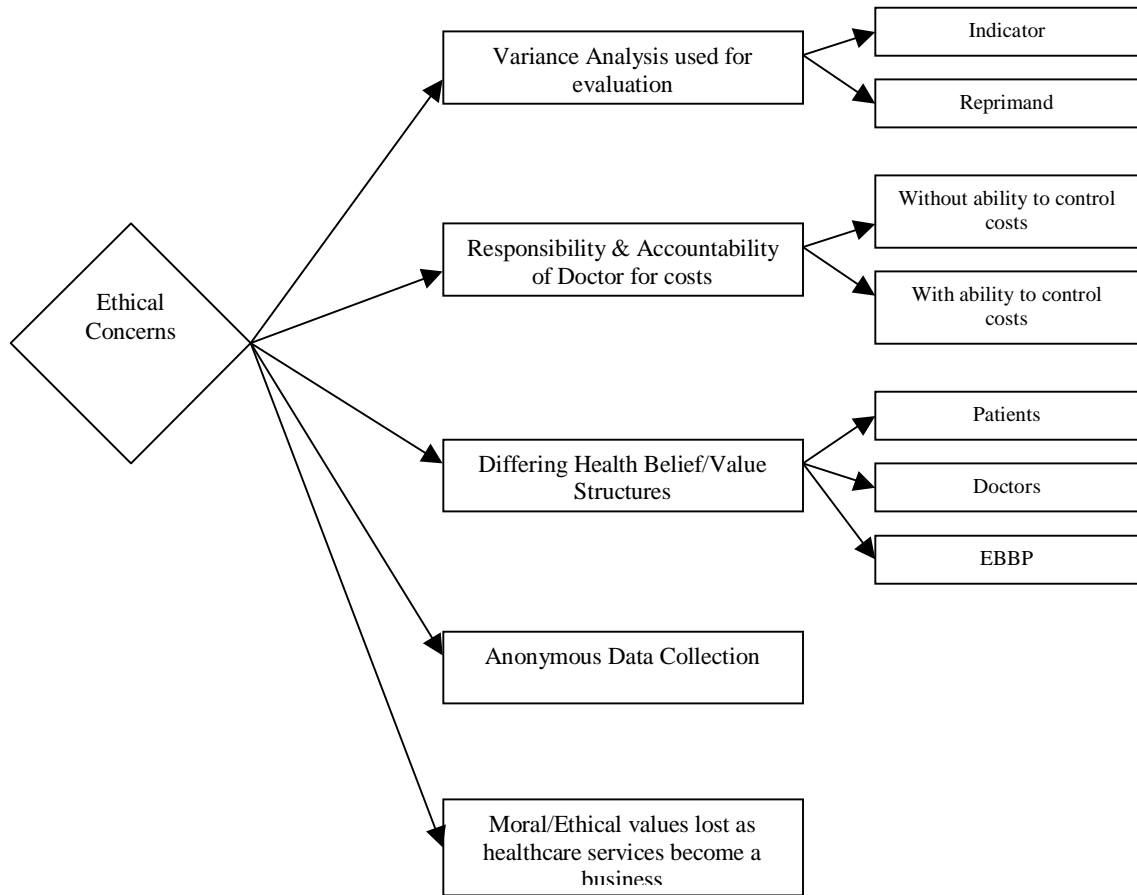 Ethical
Concerns
Variance Analysis used for
evaluation
Indicator
Reprimand
Responsibility & Accountability
of Doctor for costs
Without ability to control
costs
With ability to control
costs
Differing Health Belief/Value
Structures
Patients
Doctors
EBBP
Anonymous Data Collection
Moral/Ethical values lost as
healthcare services become a
business